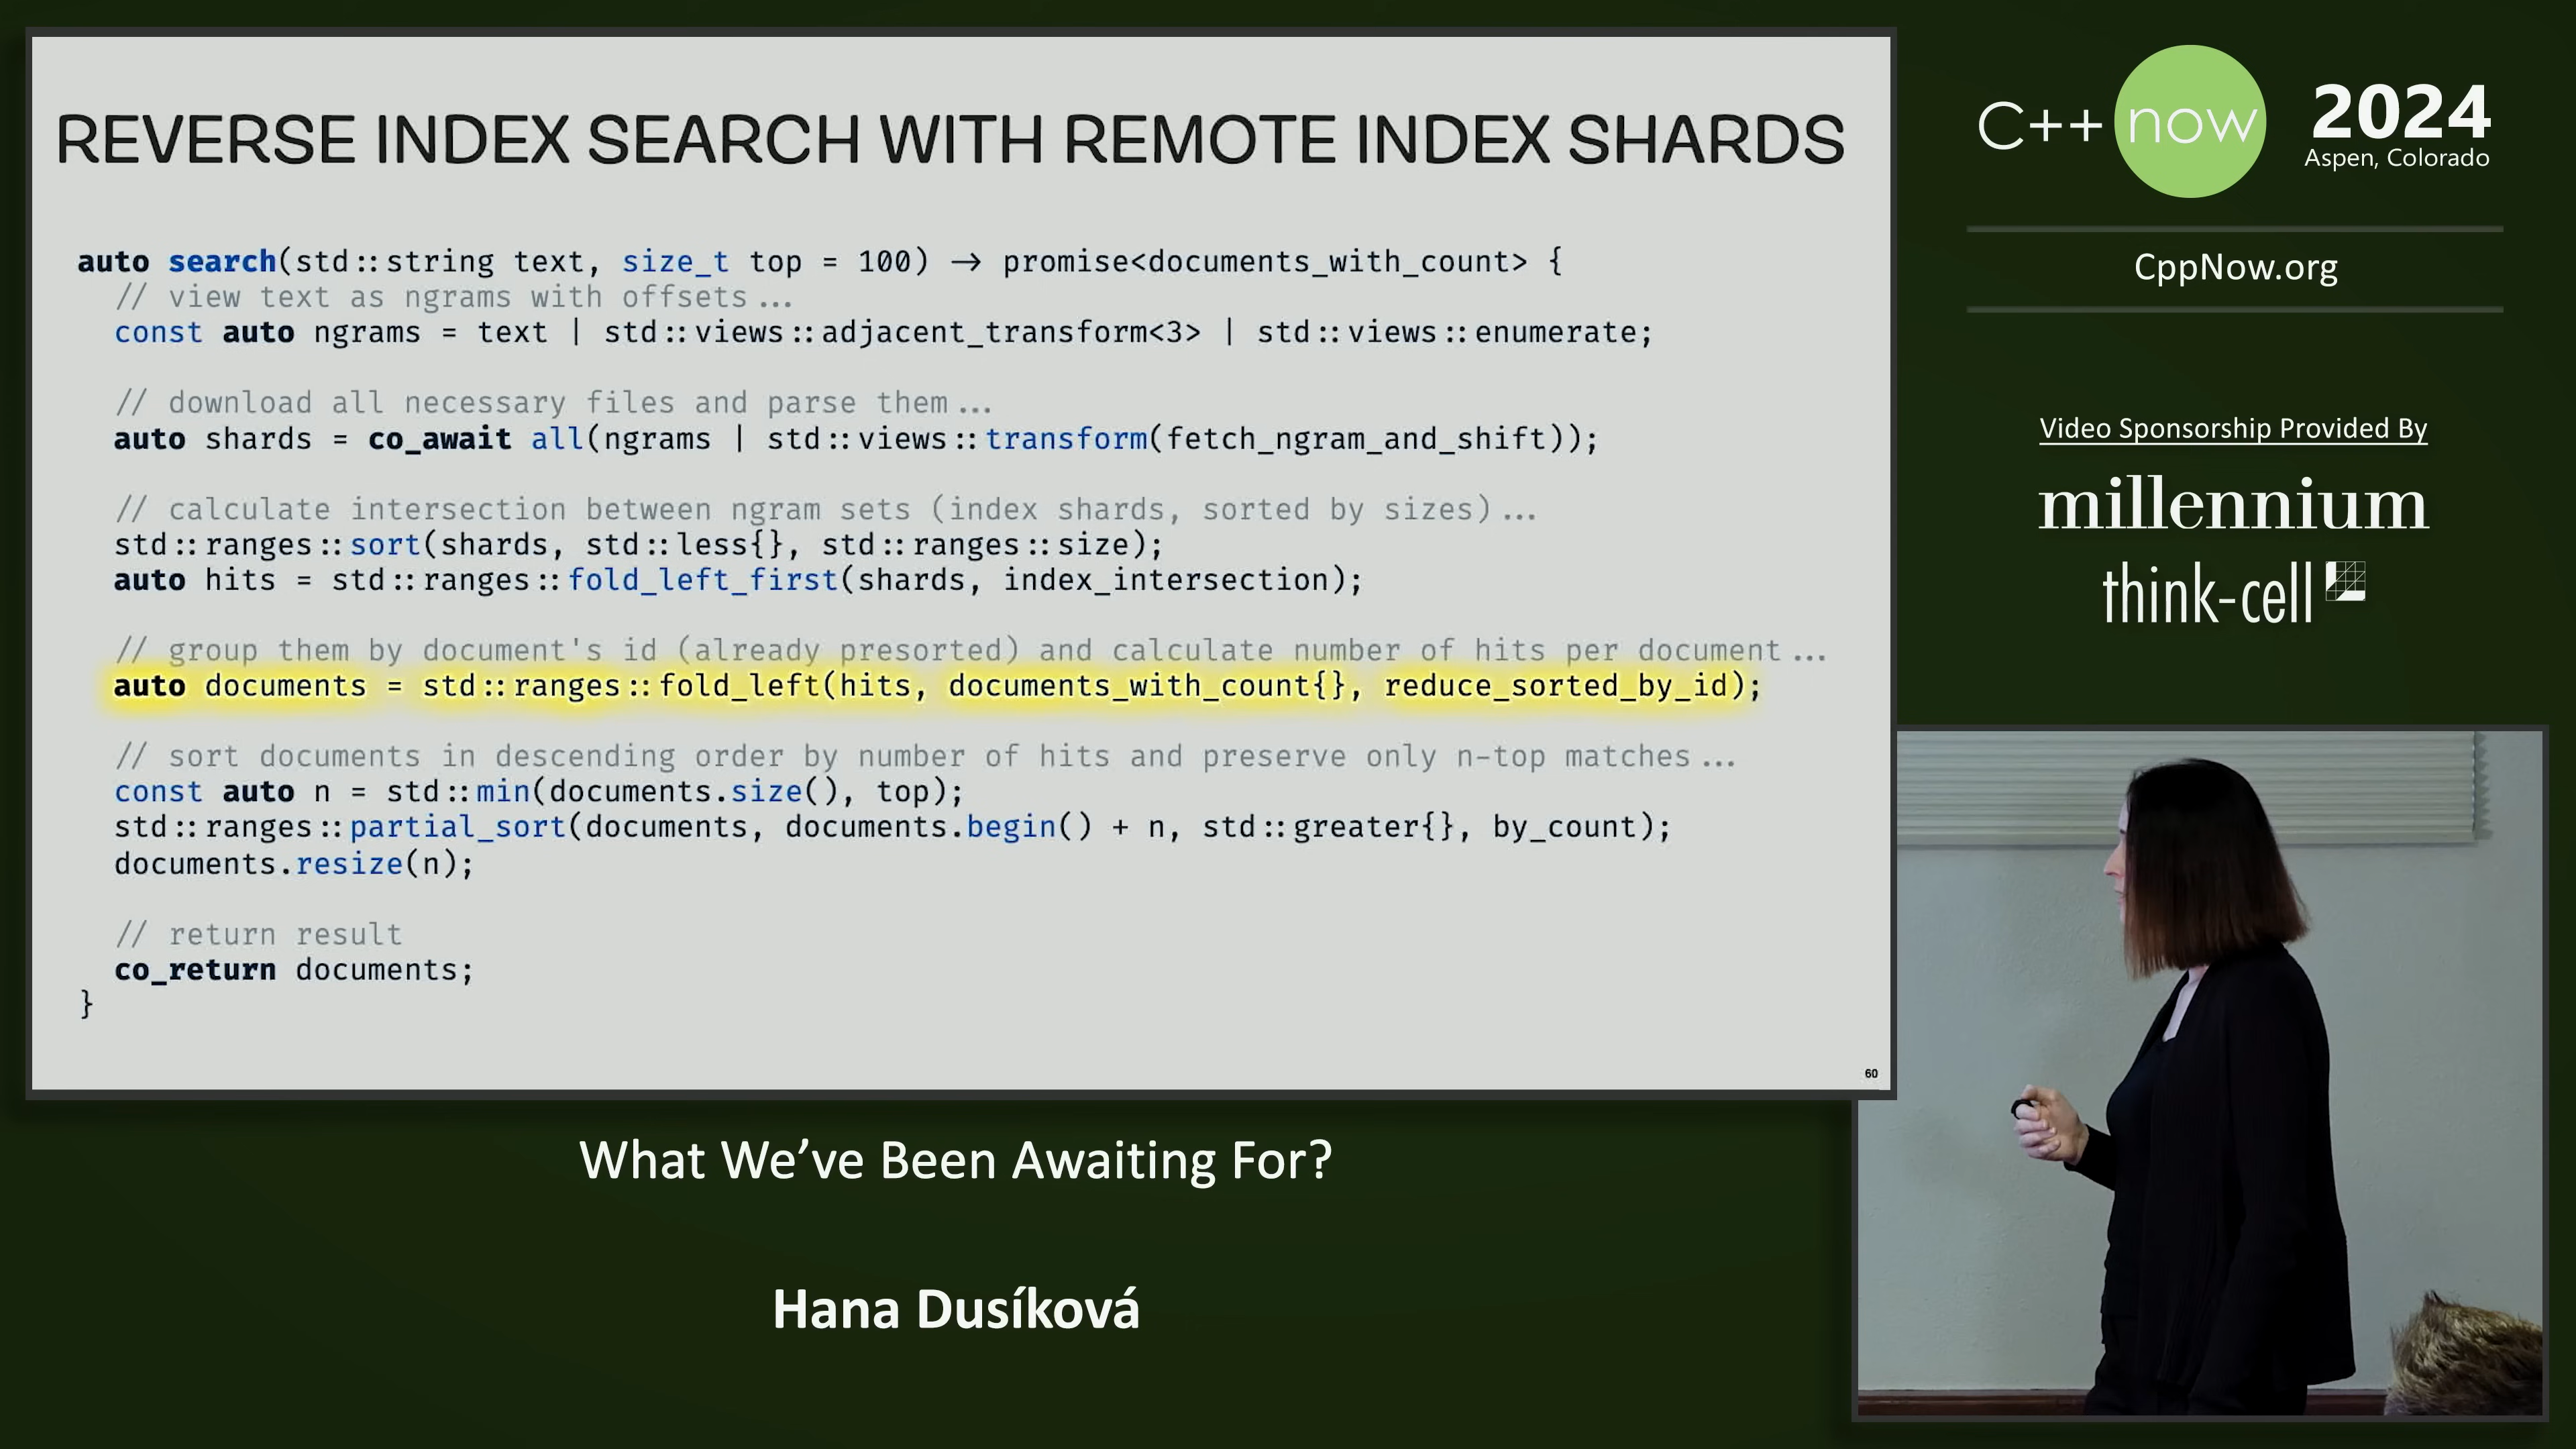 REVERSE INDEX SEARCH WITH REMOTE INDEX SHARDS
auto search(std::string text, size_t top = 100) → promise<documents_with_count> {
// view text as ngrams with offsets...
const auto ngrams = text | std::views::adjacent_transform<3> | std::views::enumerate;
// download all necessary files and parse them...
auto shards = co_await all(ngrams | std::views::transform(fetch_ngram_and_shift));
// calculate intersection between ngram sets (index shards, sorted by sizes)...
std::ranges::sort(shards, std::less{}, std::ranges::size);
auto hits = std::ranges::fold_left_first(shards, index_intersection);
// group them by document's id (already presorted) and calculate number of hits per document...
auto documents = std::ranges::fold_left(hits, documents_with_count{}, reduce_sorted_by_id);
// sort documents in descending order by number of hits and preserve only n-top matches...
const auto n = std::min(documents.size(), top);
std::ranges::partial_sort(documents, documents.begin() + n, std::greater{}, by_count);
documents.resize(n);
// return result
co_return documents;
}
60
C++ now 2024
Aspen, Colorado
CppNow.org
Video Sponsorship Provided By
millennium
think-cell
What We've Been Awaiting For?
Hana Dusíková